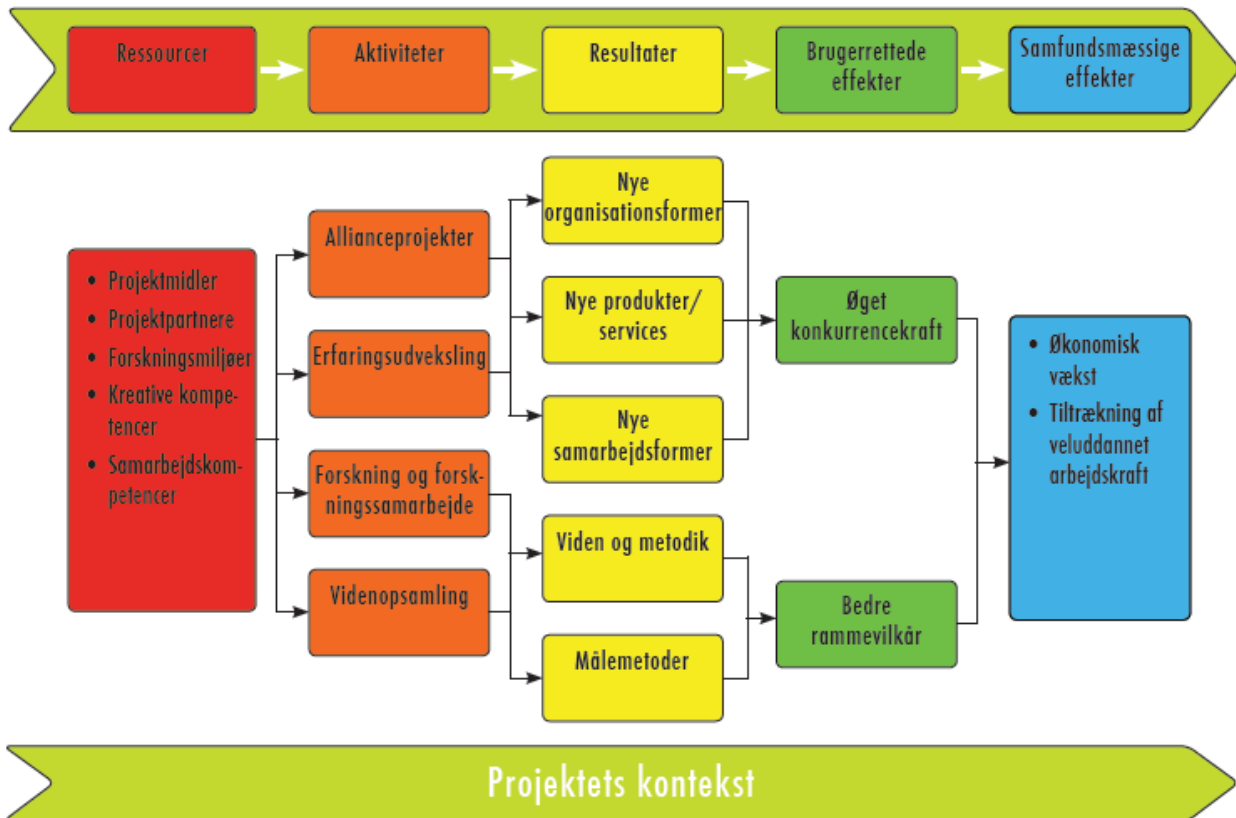 Ressourcer
Aktiviteter
Resultater
Brugerrettede
effekter
Samfundsmæssige
effekter
• Projektmidler
• Projektpartnere
• Forskningsmiljøer
• Kreative kompe-
tencer
• Samarbejdskom-
petencer
Allianceprojekter
Erfaringsudveksling
Forskning og forsk-
ningssamarbejde
Videnopsamling
Nye
organisationsformer
Nye produkter/
services
Nye
samarbejdsformer
Viden og metodik
Målemetoder
Øget
konkurrencekraft
Bedre
rammevilkår
• Økonomisk
vækst
• Tiltrækning af
veluddannet
arbejdskraft
Projektets kontekst